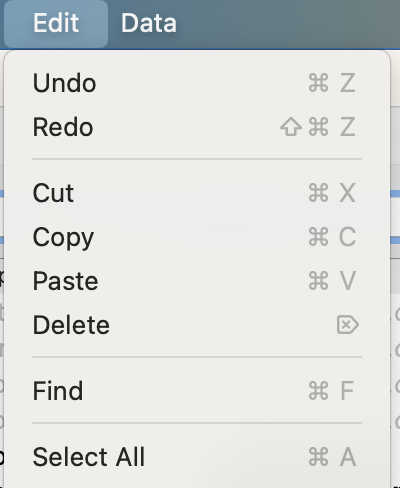 Edit Data
Undo ⌘ Z
Redo ⇧ ⌘ Z
Cut ⌘ X
Copy ⌘ C
Paste ⌘ V
Delete ⌦
Find ⌘ F
Select All ⌘ A